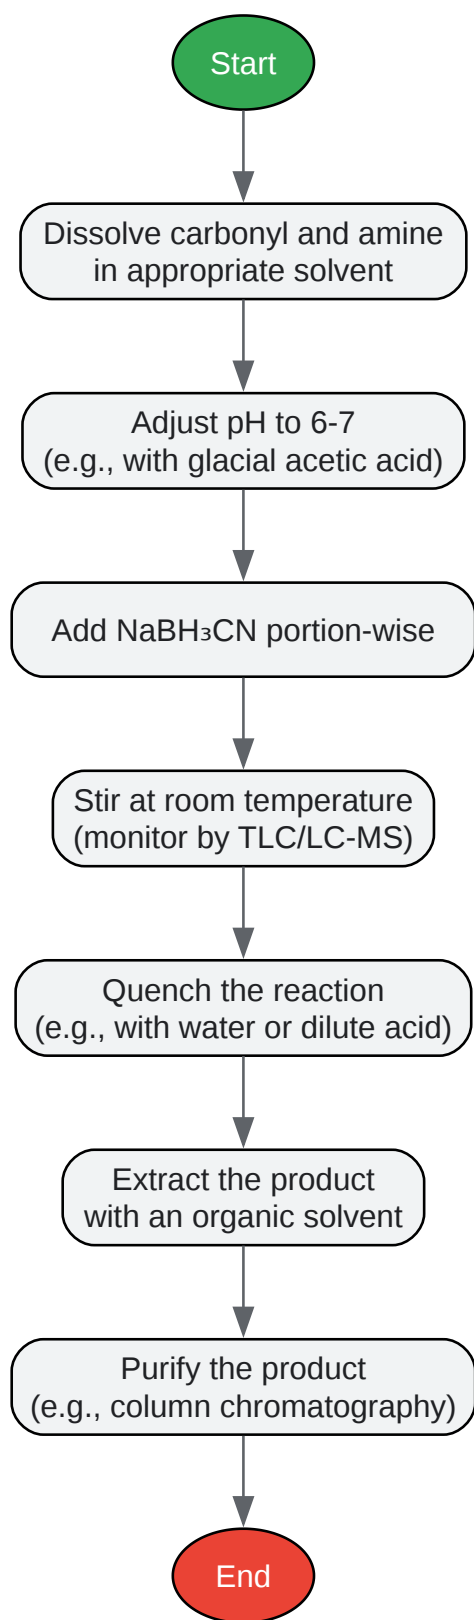 Start
Dissolve carbonyl and amine
in appropriate solvent
Adjust pH to 6-7
(e.g., with glacial acetic acid)
Add NaBH₃CN portion-wise
Stir at room temperature
(monitor by TLC/LC-MS)
Quench the reaction
(e.g., with water or dilute acid)
Extract the product
with an organic solvent
Purify the product
(e.g., column chromatography)
End